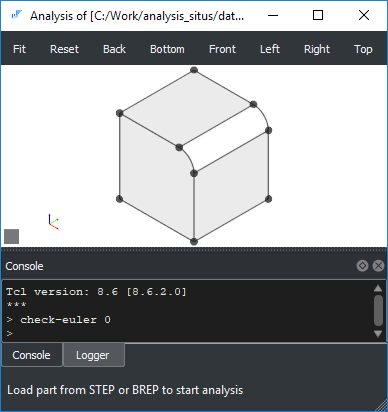 Analysis of [C:/Work/analysis_situs/dat...
Fit Reset Back Bottom Front Left Right Top
Console
Tcl version: 8.6 [8.6.2.0]
***
> check-euler 0
>
Console Logger
Load part from STEP or BREP to start analysis